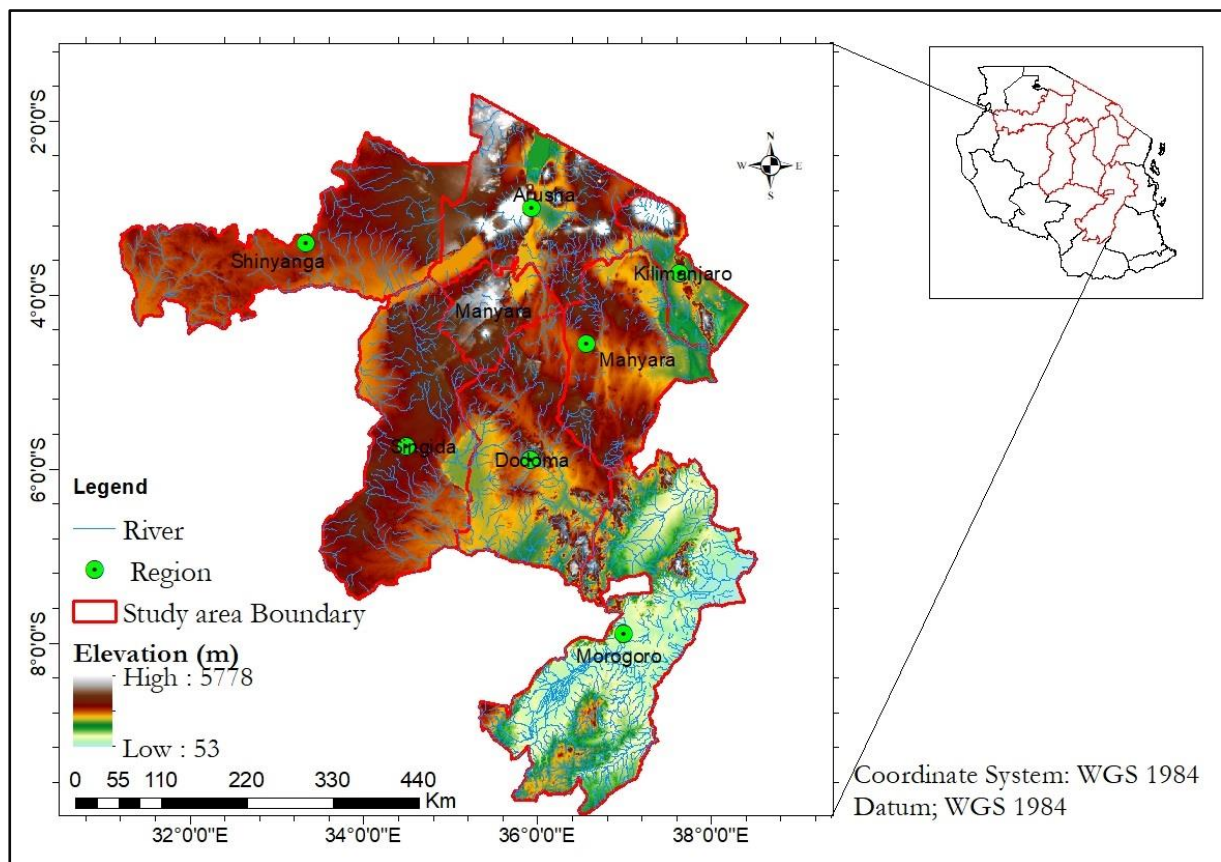 N
W E
S
2°0'0"S
4°0'0"S
6°0'0"S
8°0'0"S
Arusha
Shinyanga
Kilimanjaro
Manyara
Manyara
Singida
Dodoma
Morogoro
Legend
River
Region
Study area Boundary
Elevation (m)
High : 5778
Low : 53
0 55 110 220 330 440
Km
32°0'0"E 34°0'0"E 36°0'0"E 38°0'0"E
Coordinate System: WGS 1984
Datum; WGS 1984